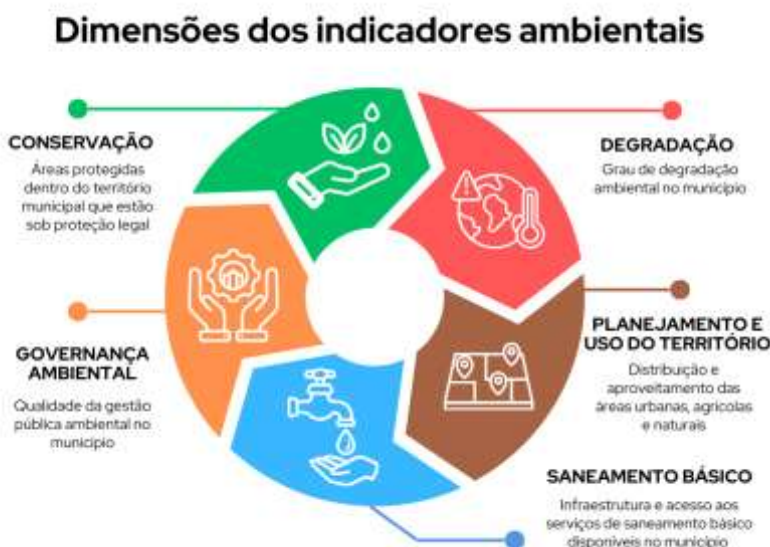 Dimensões dos indicadores ambientais
CONSERVAÇÃO
Áreas protegidas
dentro do território
municipal que estão
sob proteção legal
DEGRADAÇÃO
Grau de degradação
ambiental no município
GOVERNANÇA
AMBIENTAL
Qualidade da gestão
pública ambiental no
município
PLANEJAMENTO E
USO DO TERRITÓRIO
Distribuição e
aproveitamento das
áreas urbanas, agrícolas
e naturais
SANEAMENTO BÁSICO
Infraestrutura e acesso aos
serviços de saneamento básico
disponíveis no município